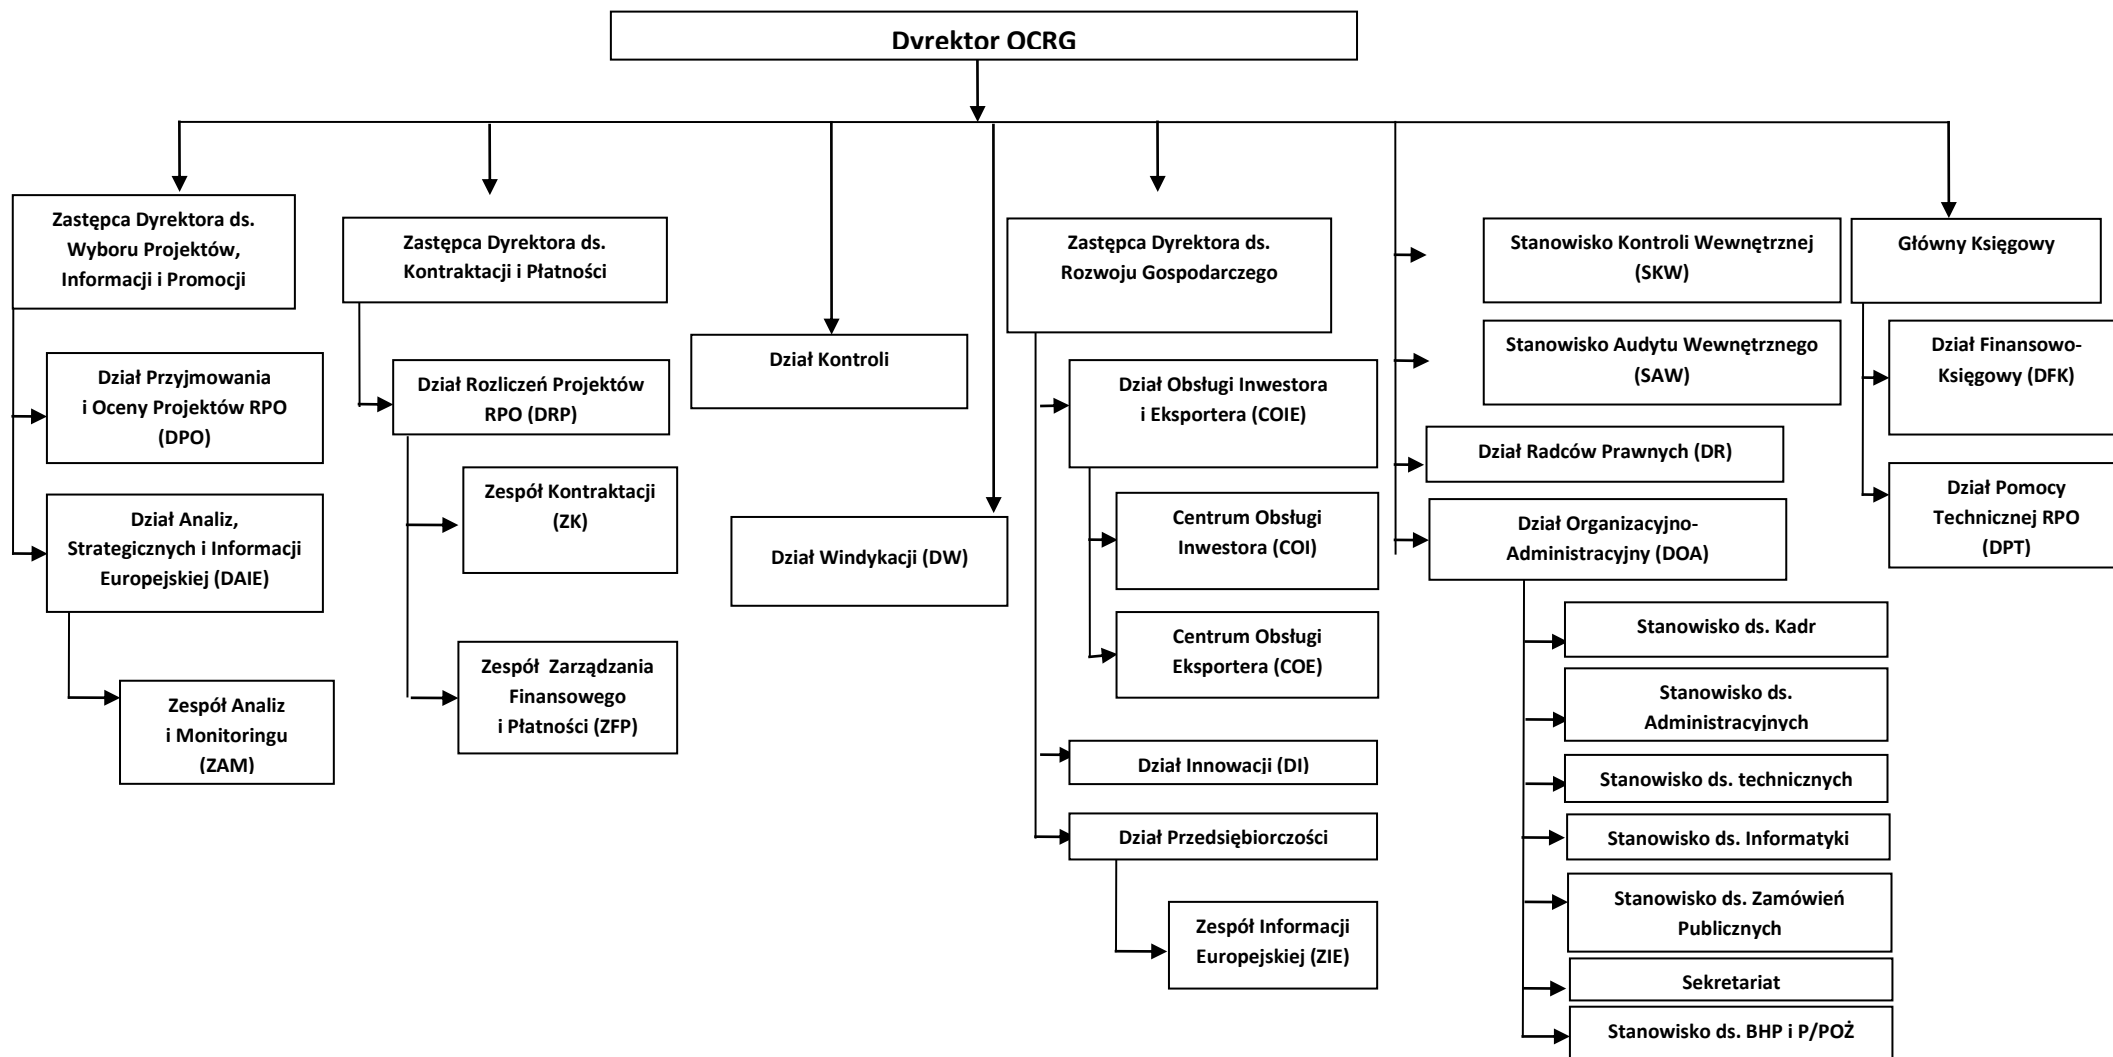 Dyrektor OCRG
Zastępca Dyrektora ds.
Wyboru Projektów,
Informacji i Promocji
Zastępca Dyrektora ds.
Kontraktacji i Płatności
Zastępca Dyrektora ds.
Rozwoju Gospodarczego
Stanowisko Kontroli Wewnętrznej
(SKW)
Główny Księgowy
Dział Kontroli
Stanowisko Audytu Wewnętrznego
(SAW)
Dział Finansowo-
Księgowy (DFK)
Dział Przyjmowania
i Oceny Projektów RPO
(DPO)
Dział Rozliczeń Projektów
RPO (DRP)
Dział Obsługi Inwestora
i Eksportera (COIE)
Dział Radców Prawnych (DR)
Zespół Kontraktacji
(ZK)
Dział Pomocy
Technicznej RPO
(DPT)
Dział Analiz,
Strategicznych i Informacji
Europejskiej (DAIE)
Dział Windykacji (DW)
Centrum Obsługi
Inwestora (COI)
Dział Organizacyjno-
Administracyjny (DOA)
Centrum Obsługi
Eksportera (COE)
Stanowisko ds. Kadr
Zespół  Zarządzania
Finansowego
i Płatności (ZFP)
Zespół Analiz
i Monitoringu
(ZAM)
Stanowisko ds.
Administracyjnych
Dział Innowacji (DI)
Stanowisko ds. technicznych
Dział Przedsiębiorczości
Stanowisko ds. Informatyki
Zespół Informacji
Europejskiej (ZIE)
Stanowisko ds. Zamówień
Publicznych
Sekretariat
Stanowisko ds. BHP i P/POŻ